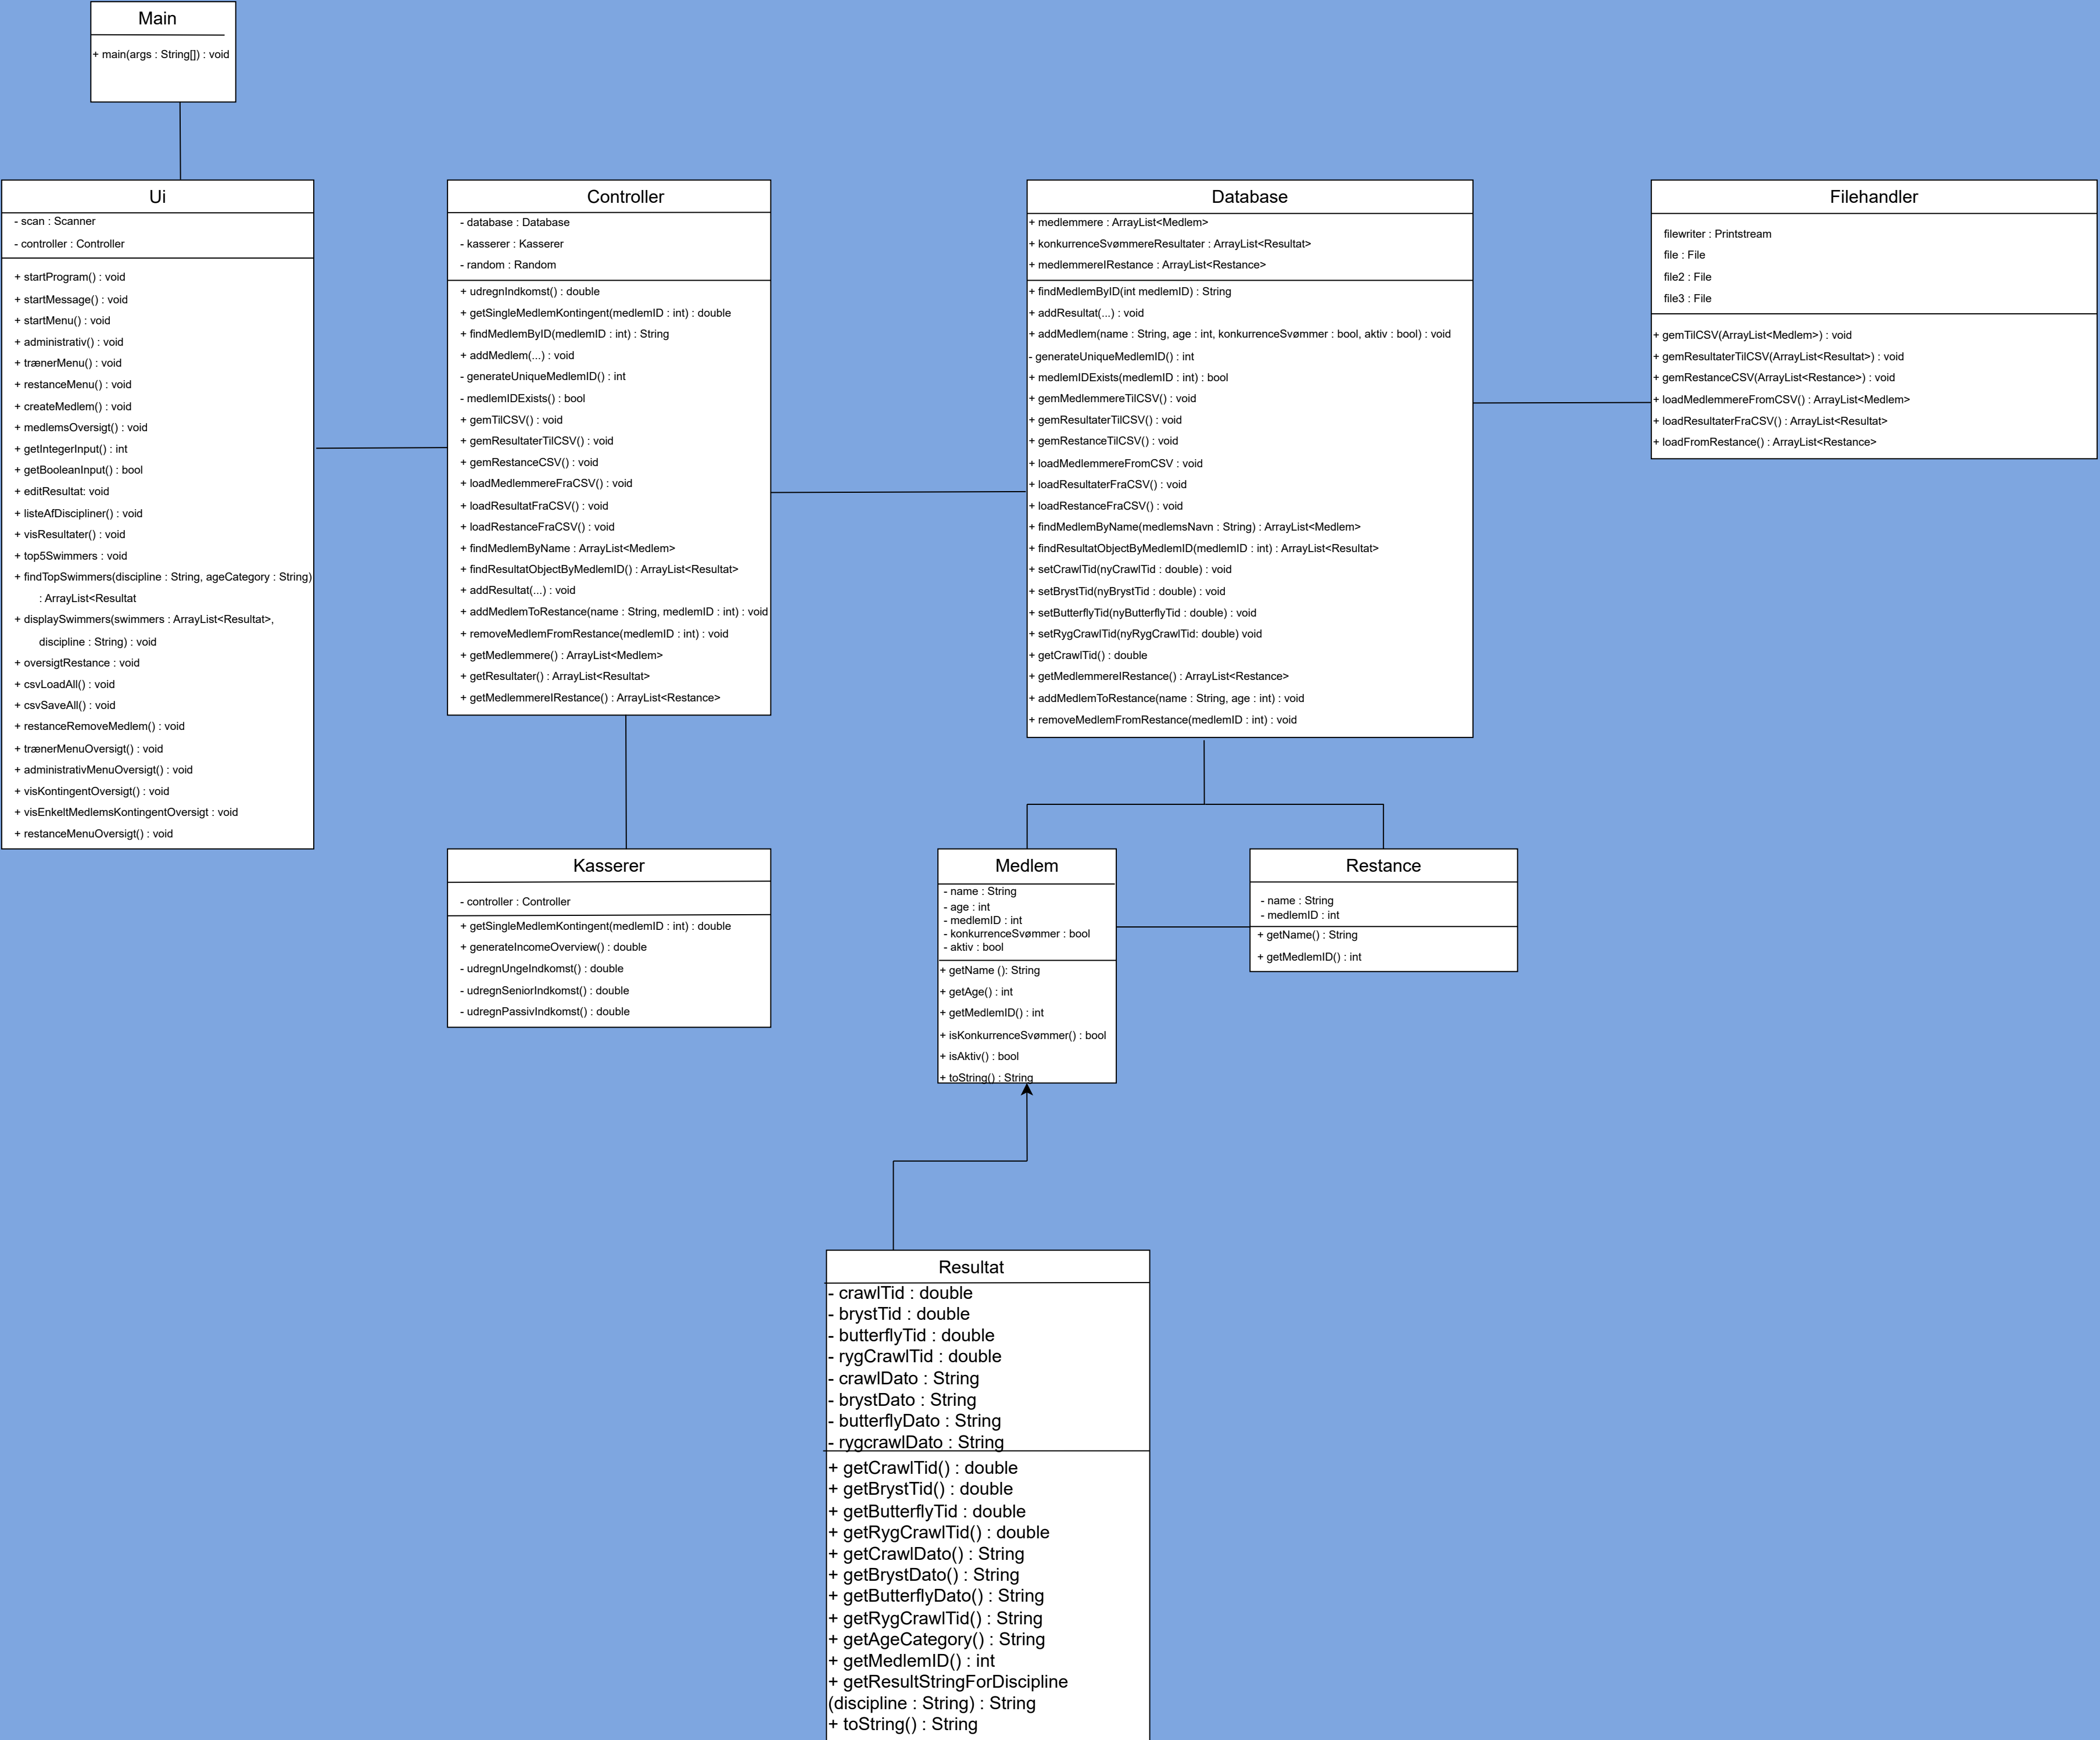 Main
+ main(args : String[]) : void
Ui
- scan : Scanner
- controller : Controller
+ startProgram() : void
+ startMessage() : void
+ startMenu() : void
+ administrativ() : void
+ trænerMenu() : void
+ restanceMenu() : void
+ createMedlem() : void
+ medlemsOversigt() : void
+ getIntegerInput() : int
+ getBooleanInput() : bool
+ editResultat: void
+ listeAfDiscipliner() : void
+ visResultater() : void
+ top5Swimmers : void
+ findTopSwimmers(discipline : String, ageCategory : String)
: ArrayList<Resultat
+ displaySwimmers(swimmers : ArrayList<Resultat>,
discipline : String) : void
+ oversigtRestance : void
+ csvLoadAll() : void
+ csvSaveAll() : void
+ restanceRemoveMedlem() : void
+ trænerMenuOversigt() : void
+ administrativMenuOversigt() : void
+ visKontingentOversigt() : void
+ visEnkeltMedlemsKontingentOversigt : void
+ restanceMenuOversigt() : void
Controller
- database : Database
- kasserer : Kasserer
- random : Random
+ udregnIndkomst() : double
+ getSingleMedlemKontingent(medlemID : int) : double
+ findMedlemByID(medlemID : int) : String
+ addMedlem(...) : void
- generateUniqueMedlemID() : int
- medlemIDExists() : bool
+ gemTilCSV() : void
+ gemResultaterTilCSV() : void
+ gemRestanceCSV() : void
+ loadMedlemmereFraCSV() : void
+ loadResultatFraCSV() : void
+ loadRestanceFraCSV() : void
+ findMedlemByName : ArrayList<Medlem>
+ findResultatObjectByMedlemID() : ArrayList<Resultat>
+ addResultat(...) : void
+ addMedlemToRestance(name : String, medlemID : int) : void
+ removeMedlemFromRestance(medlemID : int) : void
+ getMedlemmere() : ArrayList<Medlem>
+ getResultater() : ArrayList<Resultat>
+ getMedlemmereIRestance() : ArrayList<Restance>
Database
+ medlemmere : ArrayList<Medlem>
+ konkurrenceSvømmereResultater : ArrayList<Resultat>
+ medlemmereIRestance : ArrayList<Restance>
+ findMedlemByID(int medlemID) : String
+ addResultat(...) : void
+ addMedlem(name : String, age : int, konkurrenceSvømmer : bool, aktiv : bool) : void
- generateUniqueMedlemID() : int
+ medlemIDExists(medlemID : int) : bool
+ gemMedlemmereTilCSV() : void
+ gemResultaterTilCSV() : void
+ gemRestanceTilCSV() : void
+ loadMedlemmereFromCSV : void
+ loadResultaterFraCSV() : void
+ loadRestanceFraCSV() : void
+ findMedlemByName(medlemsNavn : String) : ArrayList<Medlem>
+ findResultatObjectByMedlemID(medlemID : int) : ArrayList<Resultat>
+ setCrawlTid(nyCrawlTid : double) : void
+ setBrystTid(nyBrystTid : double) : void
+ setButterflyTid(nyButterflyTid : double) : void
+ setRygCrawlTid(nyRygCrawlTid: double) void
+ getCrawlTid() : double
+ getMedlemmereIRestance() : ArrayList<Restance>
+ addMedlemToRestance(name : String, age : int) : void
+ removeMedlemFromRestance(medlemID : int) : void
Filehandler
filewriter : Printstream
file : File
file2 : File
file3 : File
+ gemTilCSV(ArrayList<Medlem>) : void
+ gemResultaterTilCSV(ArrayList<Resultat>) : void
+ gemRestanceCSV(ArrayList<Restance>) : void
+ loadMedlemmereFromCSV() : ArrayList<Medlem>
+ loadResultaterFraCSV() : ArrayList<Resultat>
+ loadFromRestance() : ArrayList<Restance>
Kasserer
- controller : Controller
+ getSingleMedlemKontingent(medlemID : int) : double
+ generateIncomeOverview() : double
- udregnUngeIndkomst() : double
- udregnSeniorIndkomst() : double
- udregnPassivIndkomst() : double
Medlem
- name : String
- age : int
- medlemID : int
- konkurrenceSvømmer : bool
- aktiv : bool
+ getName (): String
+ getAge() : int
+ getMedlemID() : int
+ isKonkurrenceSvømmer() : bool
+ isAktiv() : bool
+ toString() : String
Restance
- name : String
- medlemID : int
+ getName() : String
+ getMedlemID() : int
Resultat
- crawlTid : double
- brystTid : double
- butterflyTid : double
- rygCrawlTid : double
- crawlDato : String
- brystDato : String
- butterflyDato : String
- rygcrawlDato : String
+ getCrawlTid() : double
+ getBrystTid() : double
+ getButterflyTid : double
+ getRygCrawlTid() : double
+ getCrawlDato() : String
+ getBrystDato() : String
+ getButterflyDato() : String
+ getRygCrawlTid() : String
+ getAgeCategory() : String
+ getMedlemID() : int
+ getResultStringForDiscipline
(discipline : String) : String
+ toString() : String